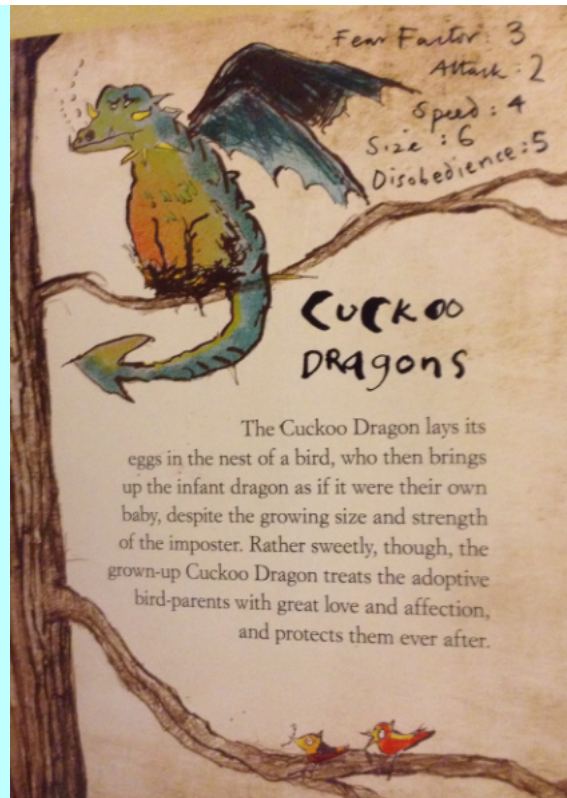 Fear Factor: 3
Attack: 2
Speed: 4
Size: 6
Disobedience: 5
CUCKOO
DRAgonS
The Cuckoo Dragon lays its
eggs in the nest of a bird, who then brings
up the infant dragon as if it were their own
baby, despite the growing size and strength
of the imposter. Rather sweetly, though, the
grown-up Cuckoo Dragon treats the adoptive
bird-parents with great love and affection,
and protects them ever after.